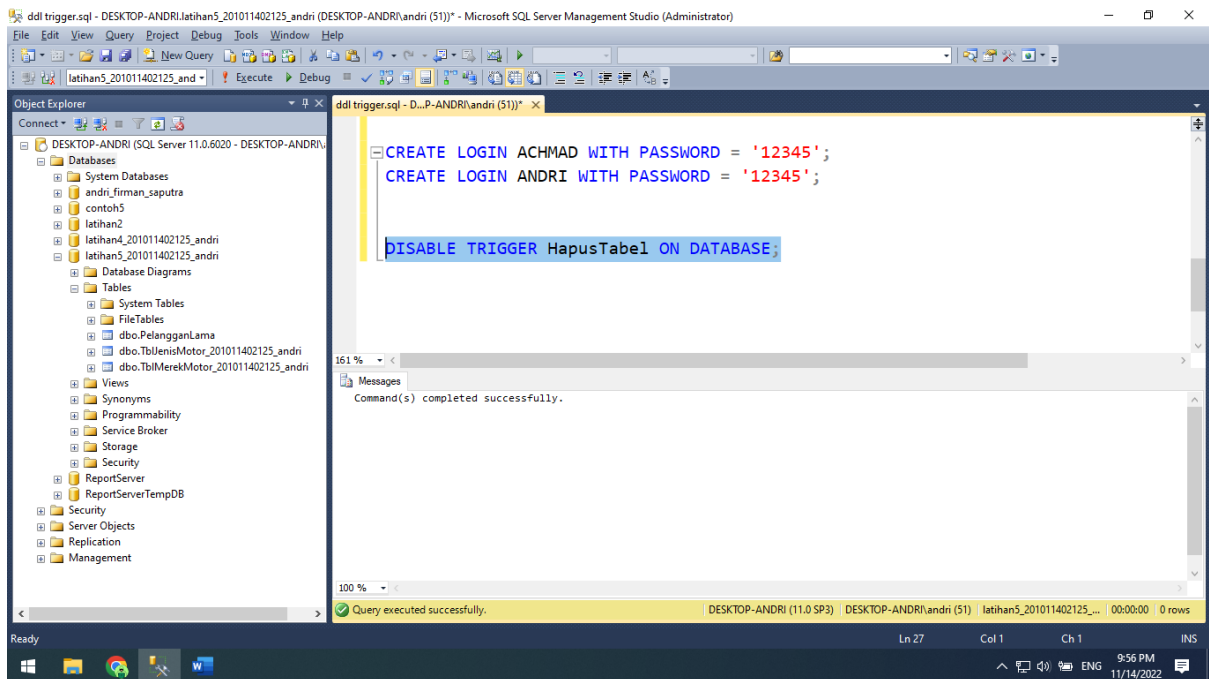 ddl trigger.sql - DESKTOP-ANDRI.latihan5_201011402125_andri (DESKTOP-ANDRI\andri (51))* - Microsoft SQL Server Management Studio (Administrator)
File Edit View Query Project Debug Tools Window Help
New Query
latihan5_201011402125_and Execute Debug
Object Explorer
ddl trigger.sql - D...P-ANDRI\andri (51))*
Connect
DESKTOP-ANDRI (SQL Server 11.0.6020 - DESKTOP-ANDRI\
Databases
System Databases
andri_firman_saputra
contoh5
latihan2
latihan4_201011402125_andri
latihan5_201011402125_andri
Database Diagrams
Tables
System Tables
FileTables
dbo.PelangganLama
dbo.TblJenisMotor_201011402125_andri
dbo.TblMerekMotor_201011402125_andri
Views
Synonyms
Programmability
Service Broker
Storage
Security
ReportServer
ReportServerTempDB
Security
Server Objects
Replication
Management
CREATE LOGIN ACHMAD WITH PASSWORD = '12345';
CREATE LOGIN ANDRI WITH PASSWORD = '12345';
DISABLE TRIGGER HapusTabel ON DATABASE;
161 %
Messages
Command(s) completed successfully.
100 %
Query executed successfully. DESKTOP-ANDRI (11.0 SP3) DESKTOP-ANDRI\andri (51) latihan5_201011402125_... 00:00:00 0 rows
Ready Ln 27 Col 1 Ch 1 INS
ENG 9:56 PM
11/14/2022